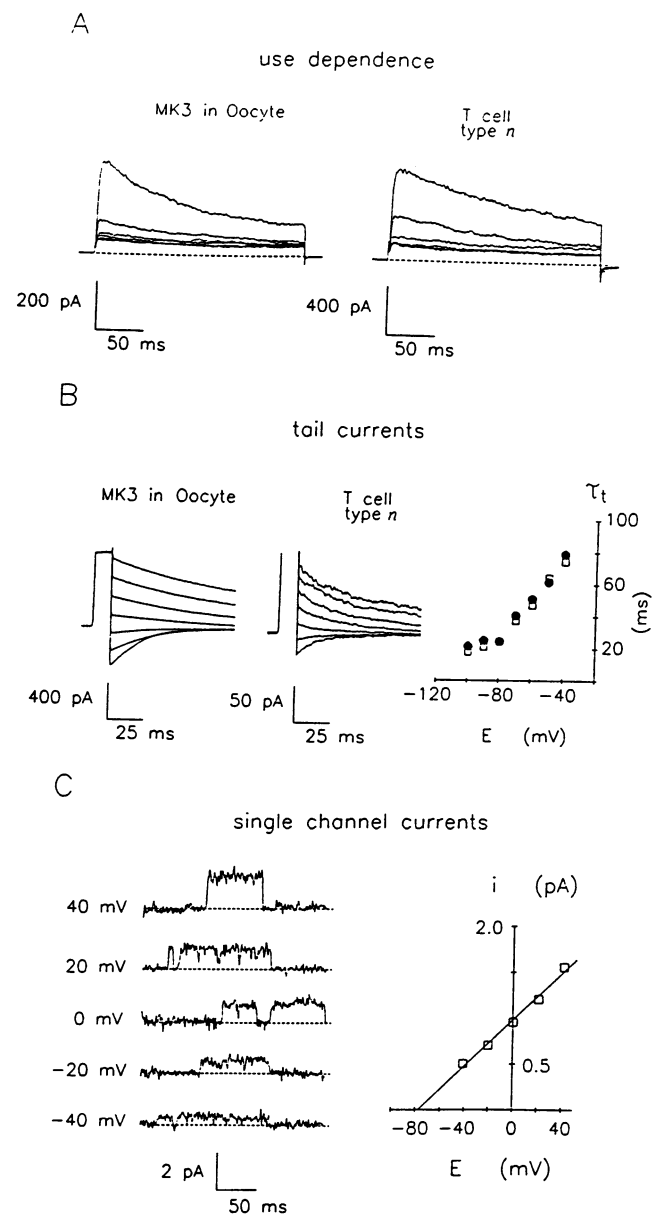 A
use dependence
MK3 in Oocyte
T cell
type n
200 pA
50 ms
400 pA
50 ms
B
tail currents
MK3 in Oocyte
T cell
type n
τt
100
60
20
(ms)
400 pA
25 ms
50 pA
25 ms
−120
−80
−40
E (mV)
C
single channel currents
40 mV
20 mV
0 mV
−20 mV
−40 mV
2 pA
50 ms
i (pA)
2.0
0.5
−80
−40
0
40
E (mV)